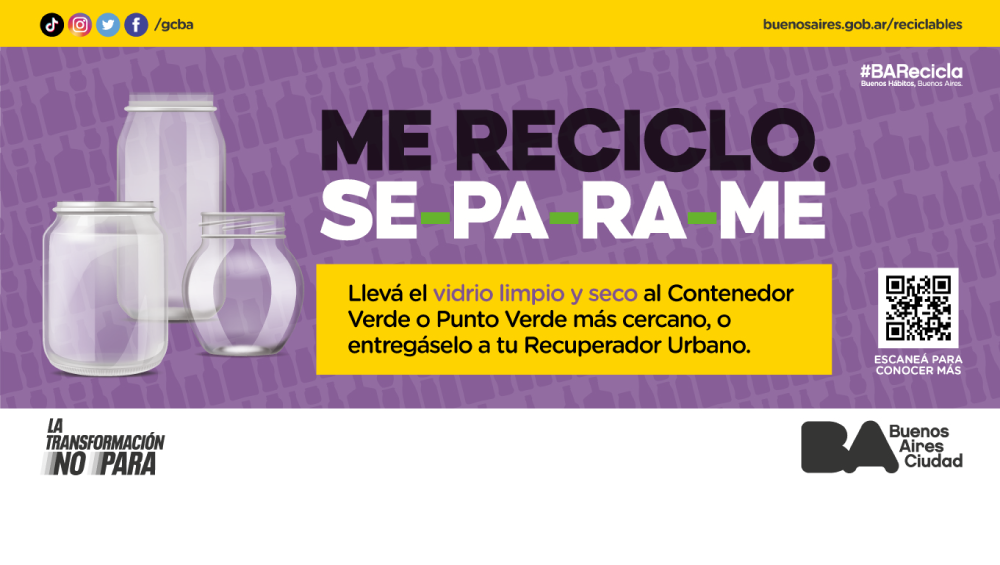 /gcba
buenosaires.gob.ar/reciclables
#BARecicla
Buenos Hábitos, Buenos Aires.
ME RECICLO.
SE-PA-RA-ME
Llevá el vidrio limpio y seco al Contenedor
Verde o Punto Verde más cercano, o
entregáselo a tu Recuperador Urbano.
ESCANEÁ PARA
CONOCER MÁS
LA
TRANSFORMACIÓN
NO PARA
BA
Buenos
Aires
Ciudad